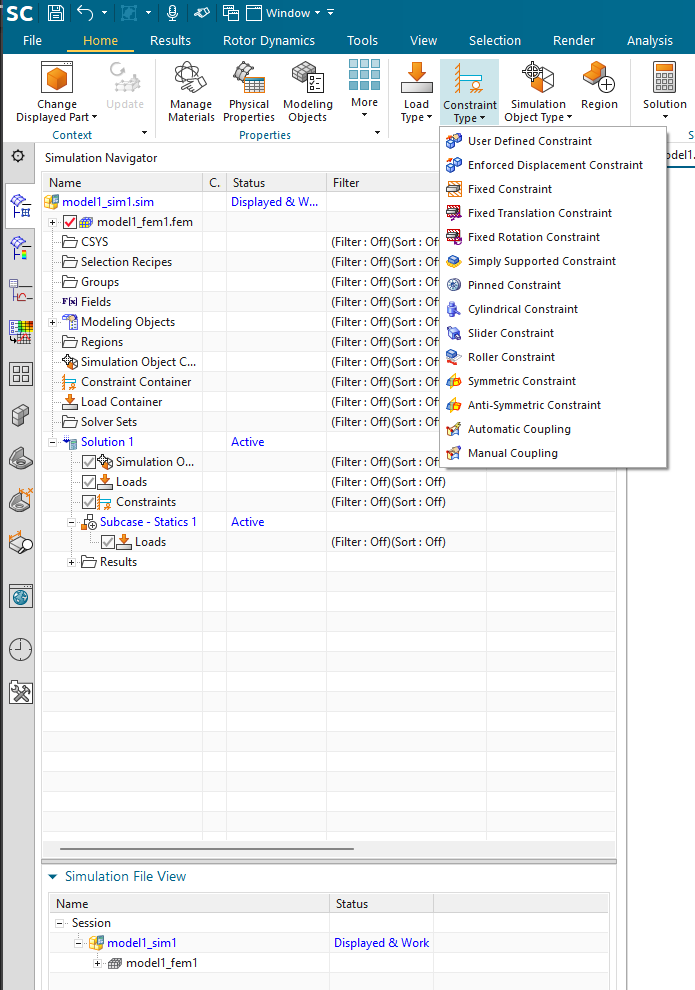 SC Window
File Home Results Rotor Dynamics Tools View Selection Render Analysis
Change Displayed Part
Update
Context
Manage Materials
Physical Properties
Modeling Objects
More
Properties
Load Type
Constraint Type
Simulation Object Type
Region
Solution
S
Simulation Navigator
odel1.
Name C. Status Filter
model1_sim1.sim Displayed & W...
model1_fem1.fem
CSYS (Filter : Off)(Sort : Off
Selection Recipes (Filter : Off)(Sort : Off
Groups (Filter : Off)(Sort : Off
Fields (Filter : Off)(Sort : Off
Modeling Objects (Filter : Off)(Sort : Off
Regions (Filter : Off)(Sort : Off
Simulation Object C... (Filter : Off)(Sort : Off
Constraint Container (Filter : Off)(Sort : Off
Load Container (Filter : Off)(Sort : Off
Solver Sets (Filter : Off)(Sort : Off
Solution 1 Active
Simulation O... (Filter : Off)(Sort : Off)
Loads (Filter : Off)(Sort : Off)
Constraints (Filter : Off)(Sort : Off)
Subcase - Statics 1 Active
Loads (Filter : Off)(Sort : Off)
Results
User Defined Constraint
Enforced Displacement Constraint
Fixed Constraint
Fixed Translation Constraint
Fixed Rotation Constraint
Simply Supported Constraint
Pinned Constraint
Cylindrical Constraint
Slider Constraint
Roller Constraint
Symmetric Constraint
Anti-Symmetric Constraint
Automatic Coupling
Manual Coupling
Simulation File View
Name Status
Session
model1_sim1 Displayed & Work
model1_fem1